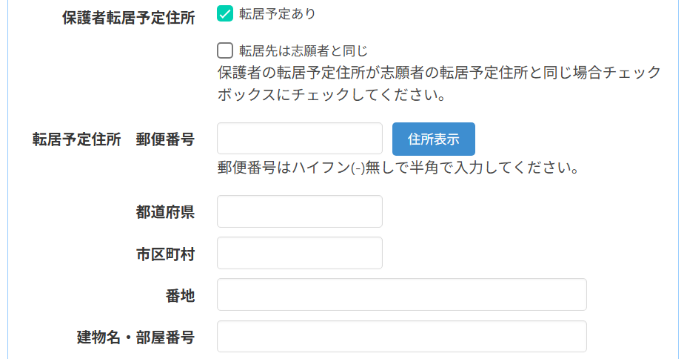 保護者転居予定住所 転居予定あり
転居先は志願者と同じ
保護者の転居予定住所が志願者の転居予定住所と同じ場合チェック
ボックスにチェックしてください。
転居予定住所　郵便番号 住所表示
郵便番号はハイフン(-)無しで半角で入力してください。
都道府県
市区町村
番地
建物名・部屋番号